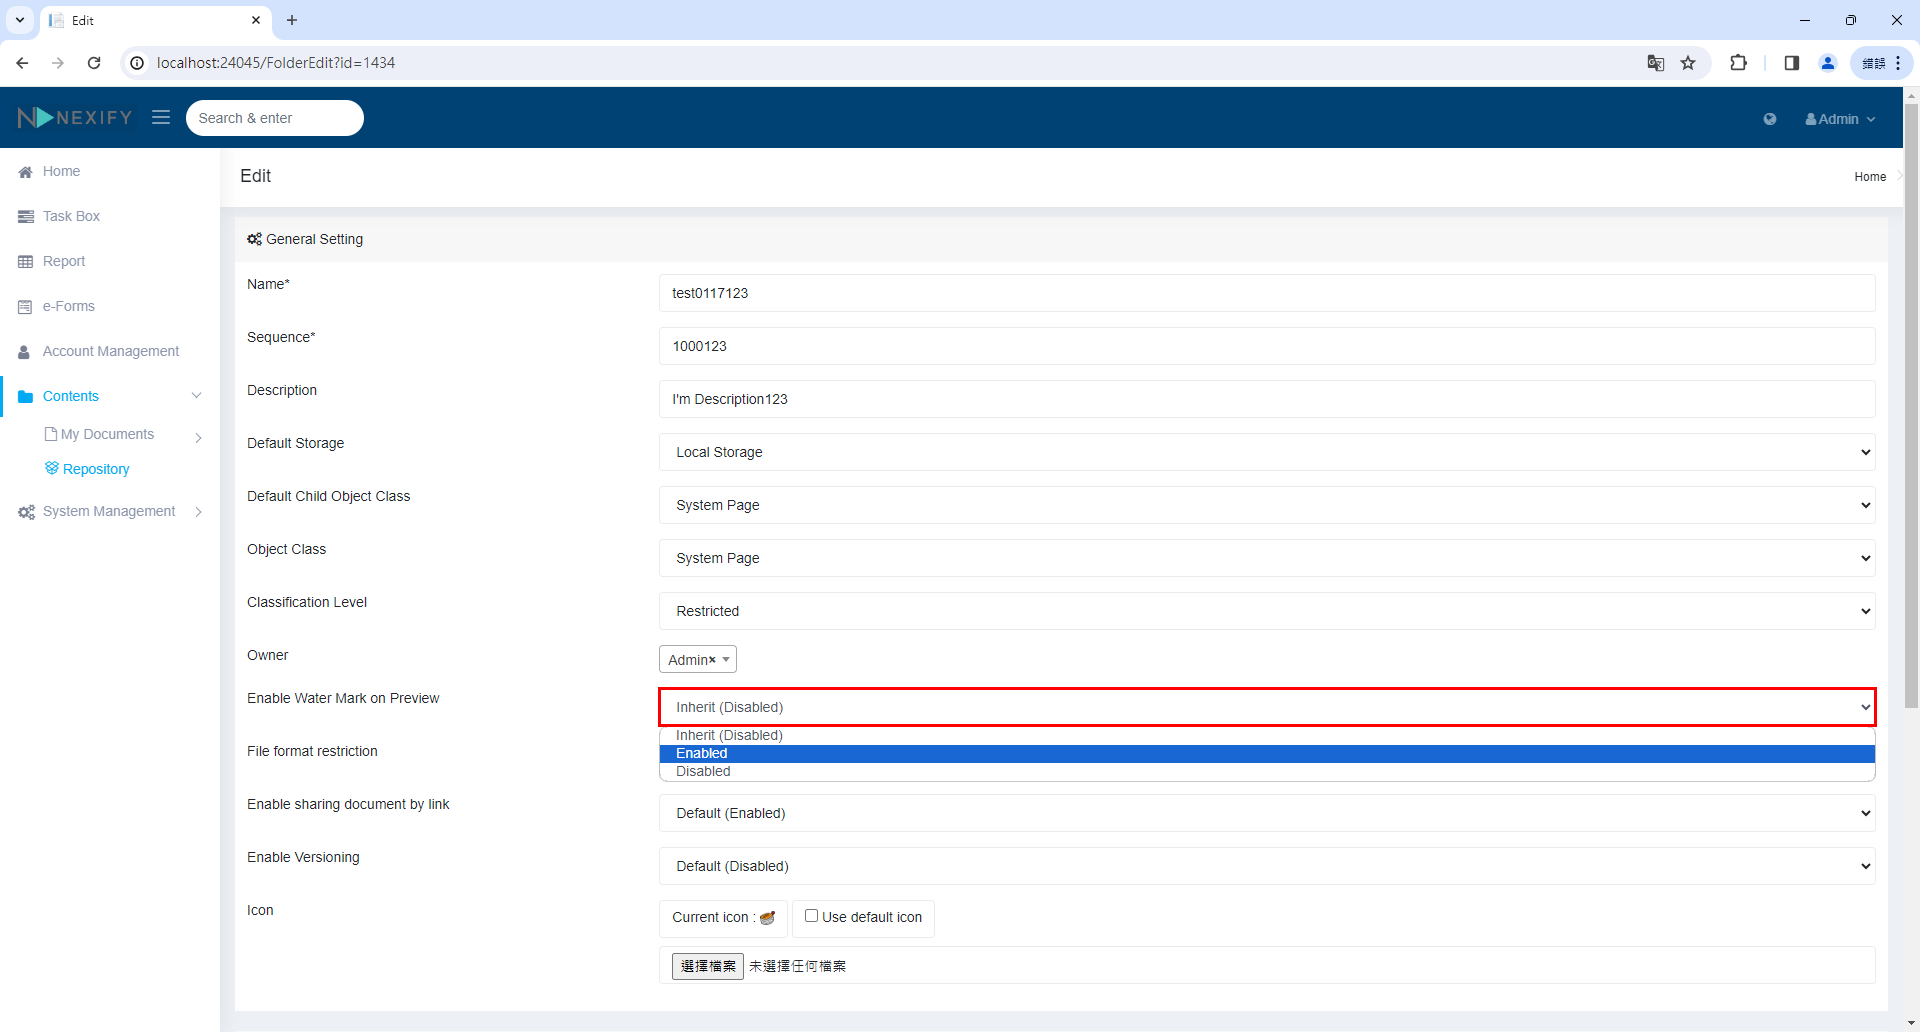 Edit
localhost:24045/FolderEdit?id=1434
錯誤
NEXIFY
Search & enter
Admin
Home
Task Box
Report
e-Forms
Account Management
Contents
My Documents
Repository
System Management
Edit
Home
General Setting
Name*
test0117123
Sequence*
1000123
Description
I'm Description123
Default Storage
Local Storage
Default Child Object Class
System Page
Object Class
System Page
Classification Level
Restricted
Owner
Admin×
Enable Water Mark on Preview
Inherit (Disabled)
Inherit (Disabled)
Enabled
Disabled
File format restriction
Enable sharing document by link
Default (Enabled)
Enable Versioning
Default (Disabled)
Icon
Current icon :
Use default icon
選擇檔案 未選擇任何檔案